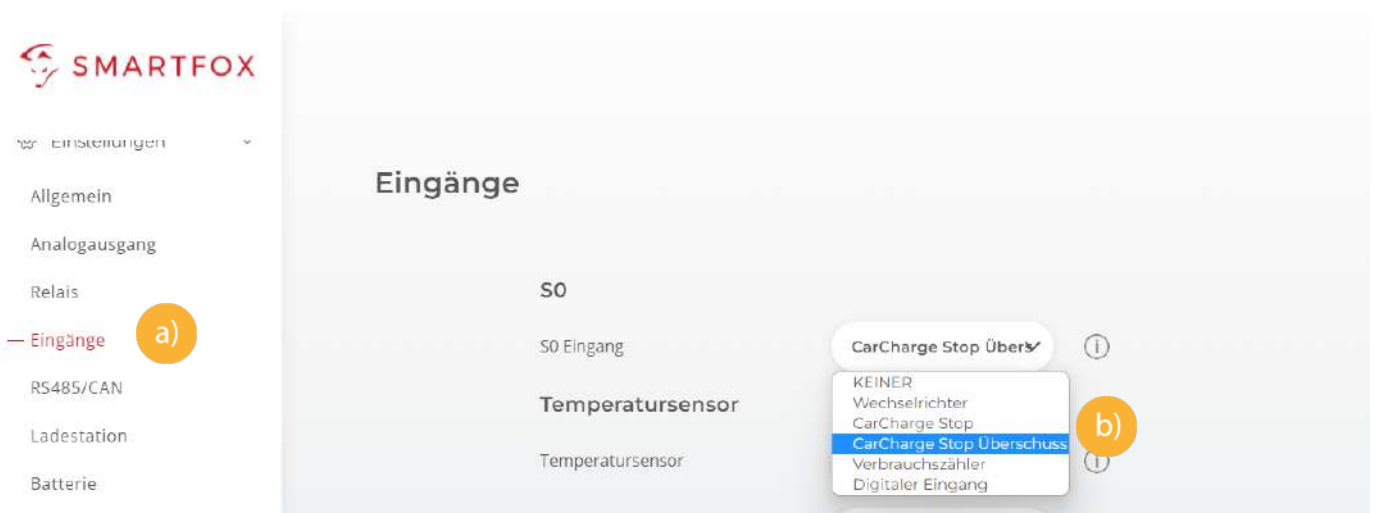 SMARTFOX
Einstellungen
Allgemein
Analogausgang
Relais
Eingänge
a)
RS485/CAN
Ladestation
Batterie
Eingänge
S0
S0 Eingang
CarCharge Stop Übers
KEINER
Wechselrichter
CarCharge Stop
CarCharge Stop Überschuss
Verbrauchszähler
Digitaler Eingang
b)
Temperatursensor
Temperatursensor